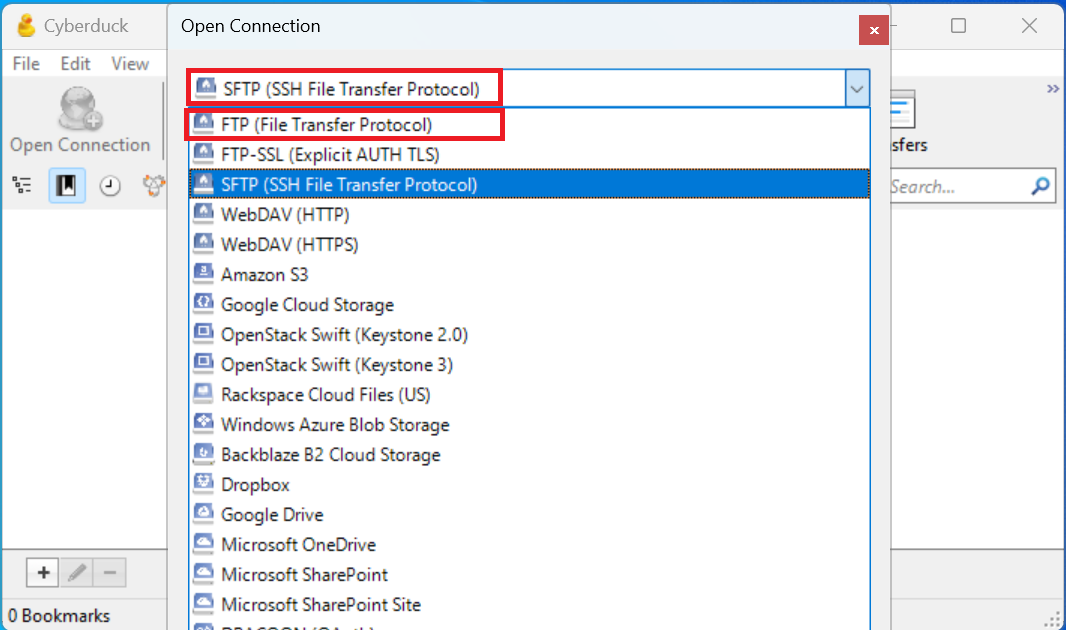 Cyberduck
Open Connection
x
File Edit View
SFTP (SSH File Transfer Protocol)
Open Connection
sfers
Search...
FTP (File Transfer Protocol)
FTP-SSL (Explicit AUTH TLS)
SFTP (SSH File Transfer Protocol)
WebDAV (HTTP)
WebDAV (HTTPS)
Amazon S3
Google Cloud Storage
OpenStack Swift (Keystone 2.0)
OpenStack Swift (Keystone 3)
Rackspace Cloud Files (US)
Windows Azure Blob Storage
Backblaze B2 Cloud Storage
Dropbox
Google Drive
Microsoft OneDrive
Microsoft SharePoint
Microsoft SharePoint Site
0 Bookmarks